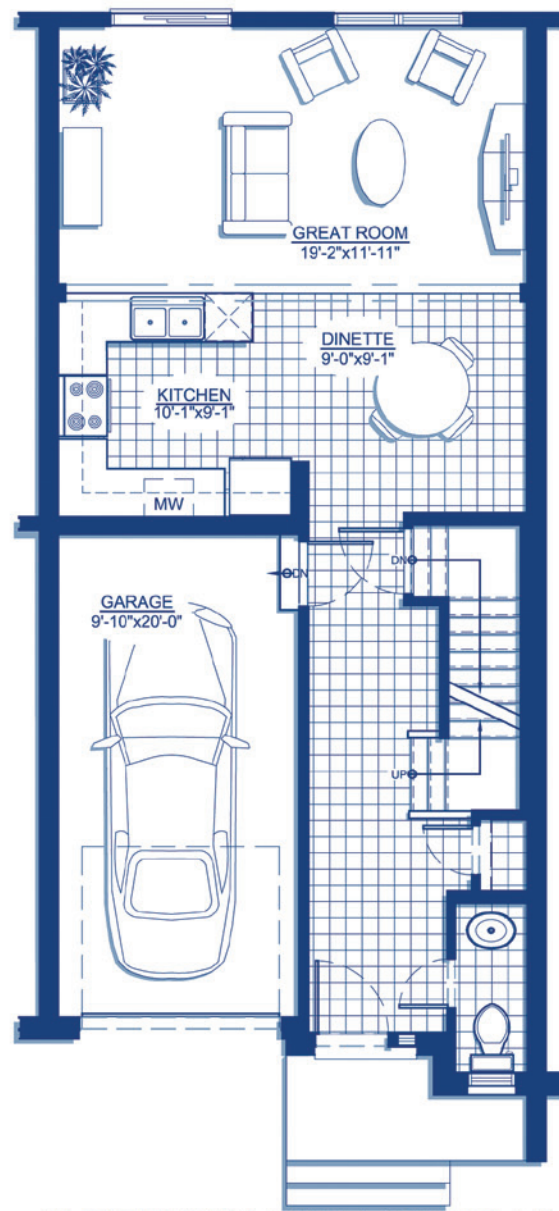 GREAT ROOM
19'-2"x11'-11"
DINETTE
9'-0"x9'-1"
KITCHEN
10'-1"x9'-1"
MW
DN
DN
GARAGE
9'-10"x20'-0"
UP